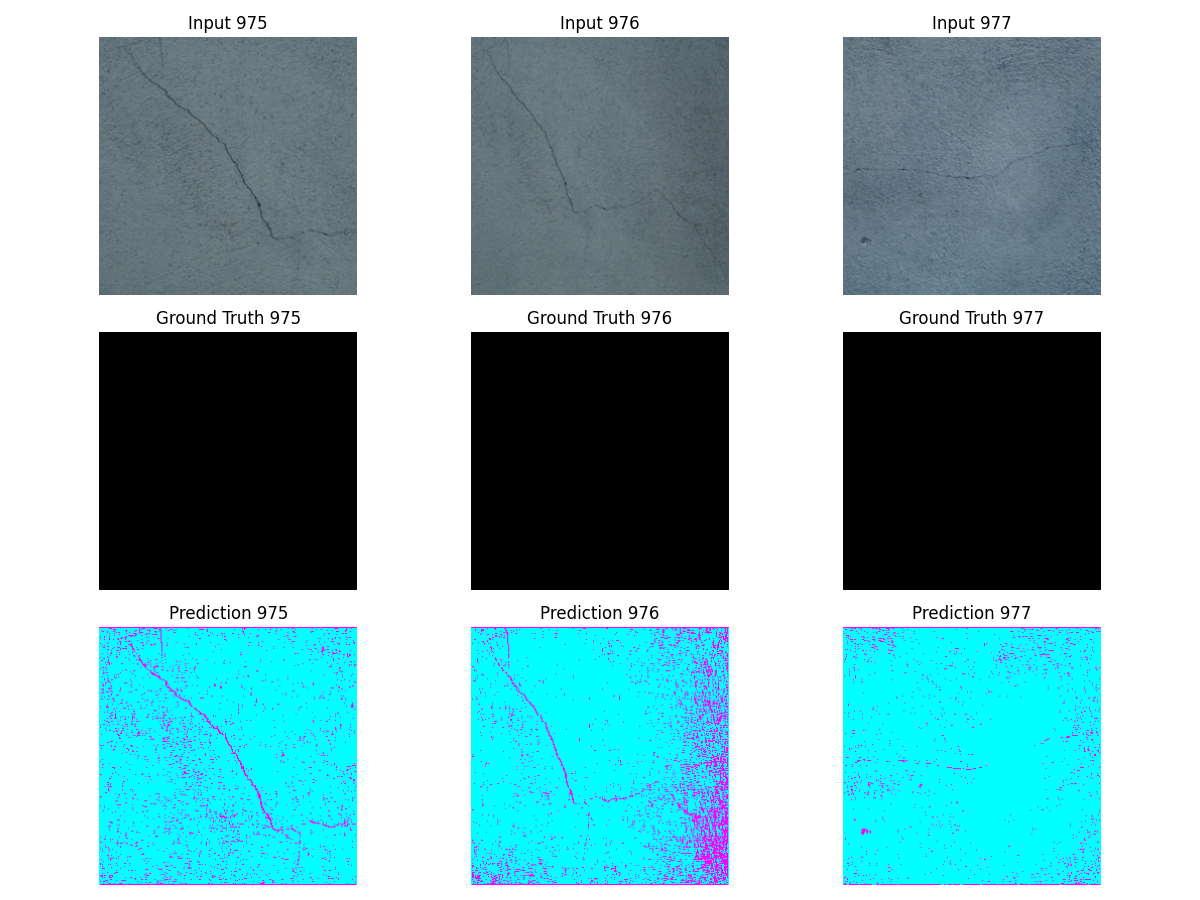 Input 975
Input 976
Input 977
Ground Truth 975
Ground Truth 976
Ground Truth 977
Prediction 975
Prediction 976
Prediction 977